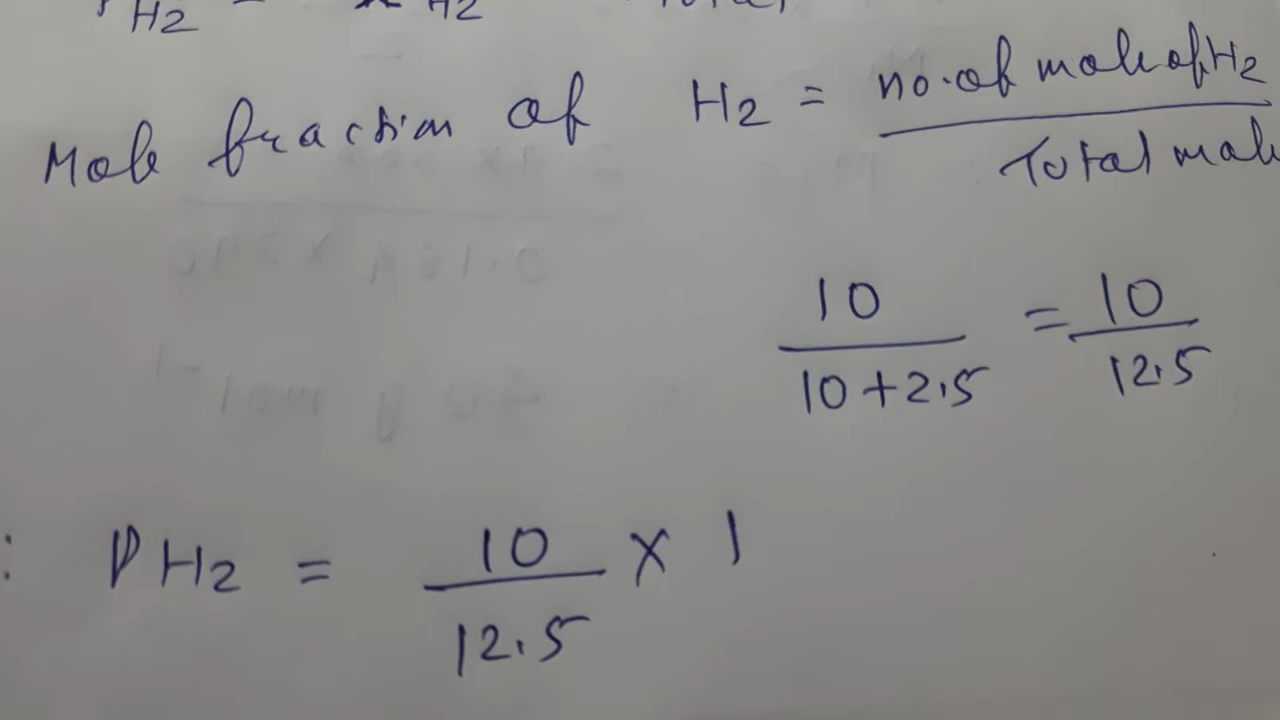 H2 = x H2
Mole fraction of H2 = no. of mole of H2
Total mol
10 = 10
10 + 2.5 12.5
: PH2 = 10 × 1
12.5